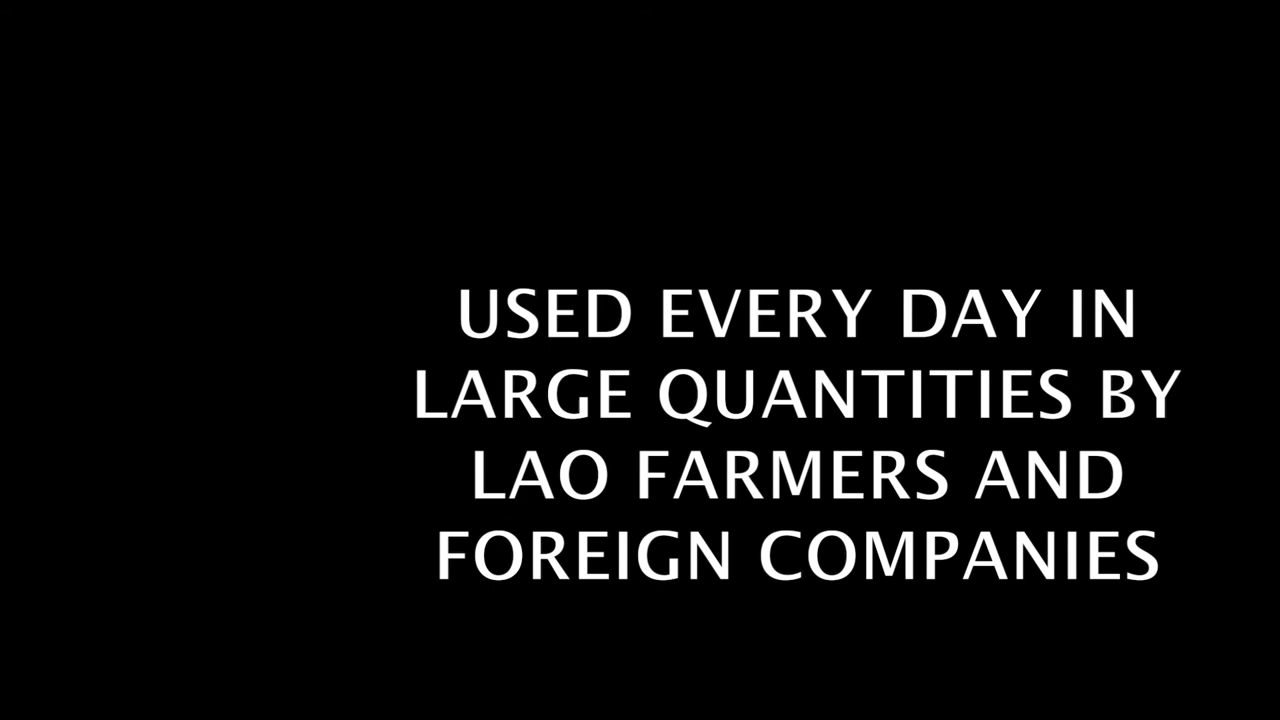 USED EVERY DAY IN
LARGE QUANTITIES BY
LAO FARMERS AND
FOREIGN COMPANIES